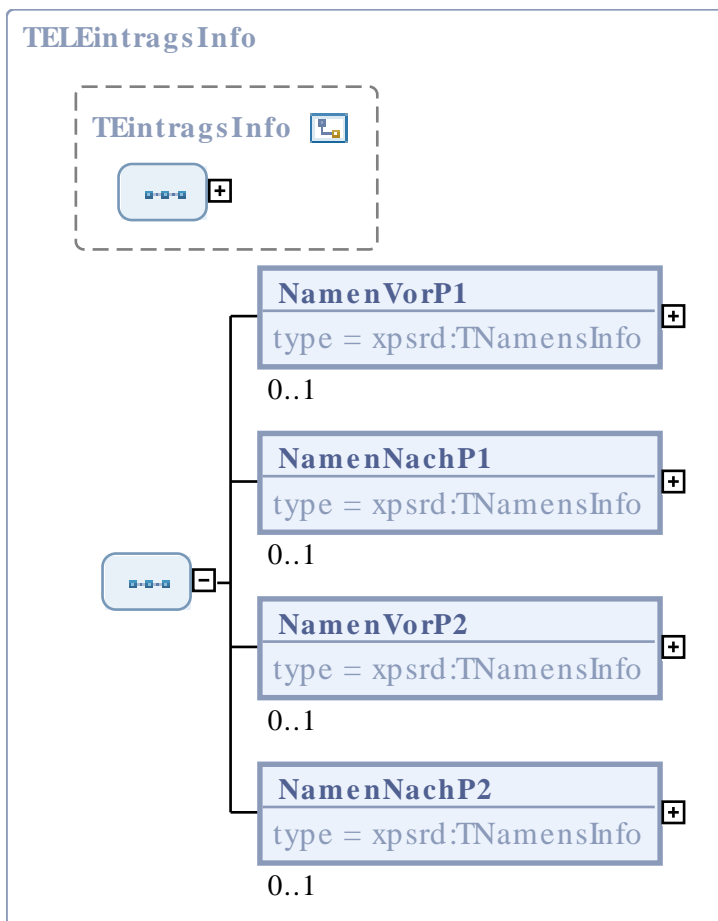 TELEintragsInfo
TEintragsInfo
NamenVorP1
type = xpsrd:TNamensInfo
0..1
NamenNachP1
type = xpsrd:TNamensInfo
0..1
NamenVorP2
type = xpsrd:TNamensInfo
0..1
NamenNachP2
type = xpsrd:TNamensInfo
0..1